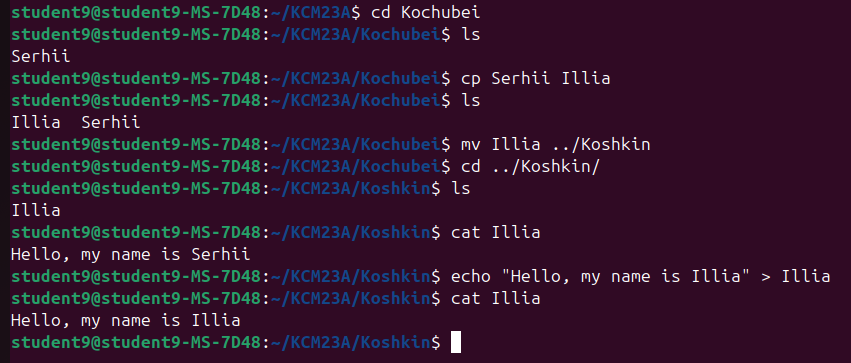 student9@student9-MS-7D48:~/KCM23A$ cd Kochubei
student9@student9-MS-7D48:~/KCM23A/Kochubei$ ls
Serhii
student9@student9-MS-7D48:~/KCM23A/Kochubei$ cp Serhii Illia
student9@student9-MS-7D48:~/KCM23A/Kochubei$ ls
Illia  Serhii
student9@student9-MS-7D48:~/KCM23A/Kochubei$ mv Illia ../Koshkin
student9@student9-MS-7D48:~/KCM23A/Kochubei$ cd ../Koshkin/
student9@student9-MS-7D48:~/KCM23A/Koshkin$ ls
Illia
student9@student9-MS-7D48:~/KCM23A/Koshkin$ cat Illia
Hello, my name is Serhii
student9@student9-MS-7D48:~/KCM23A/Koshkin$ echo "Hello, my name is Illia" > Illia
student9@student9-MS-7D48:~/KCM23A/Koshkin$ cat Illia
Hello, my name is Illia
student9@student9-MS-7D48:~/KCM23A/Koshkin$